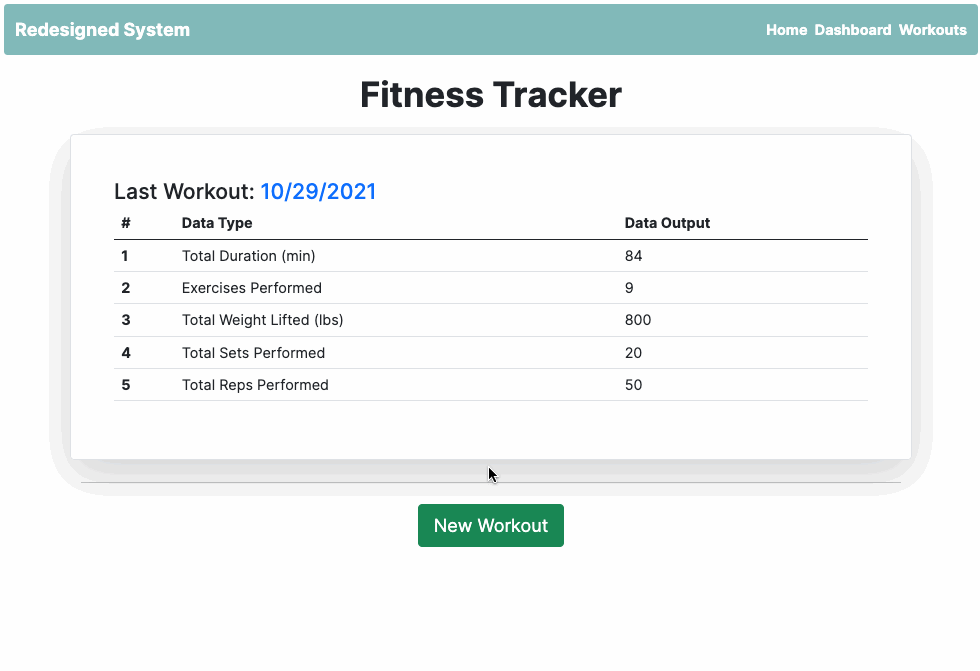 Redesigned System Home Dashboard Workouts
Fitness Tracker
Last Workout: 10/29/2021
# Data Type Data Output
1 Total Duration (min) 84
2 Exercises Performed 9
3 Total Weight Lifted (lbs) 800
4 Total Sets Performed 20
5 Total Reps Performed 50
New Workout